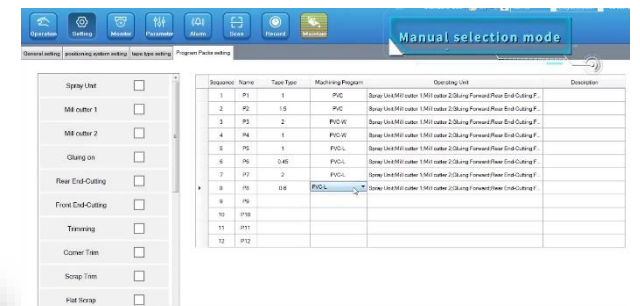 Operation Setting Monitor Parameter Alarm Scan Record Maintain
Manual selection mode
General setting positioning system setting tape type setting Program Packs setting
Spray Unit
Mill cutter 1
Mill cutter 2
Gluing on
Rear End-Cutting
Front End-Cutting
Trimming
Corner Trim
Scrap Trim
Flat Scrap
Sequence Name Tape Type Machining Program Operating Unit Description
1 P1 1 PVC Spray Unit;Mill cutter 1;Mill cutter 2;Gluing Forward;Rear End-Cutting;F...
2 P2 1.5 PVC Spray Unit;Mill cutter 1;Mill cutter 2;Gluing Forward;Rear End-Cutting;F...
3 P3 2 PVC-W Spray Unit;Mill cutter 1;Mill cutter 2;Gluing Forward;Rear End-Cutting;F...
4 P4 1 PVC-W Spray Unit;Mill cutter 1;Mill cutter 2;Gluing Forward;Rear End-Cutting;F...
5 P5 1 PVC-L Spray Unit;Mill cutter 1;Mill cutter 2;Gluing Forward;Rear End-Cutting;F...
6 P6 0.45 PVC-L Spray Unit;Mill cutter 1;Mill cutter 2;Gluing Forward;Rear End-Cutting;F...
7 P7 2 PVC-L Spray Unit;Mill cutter 1;Mill cutter 2;Gluing Forward;Rear End-Cutting;F...
8 P8 0.8 PVC-L Spray Unit;Mill cutter 1;Mill cutter 2;Gluing Forward;Rear End-Cutting;F...
9 P9
10 P10
11 P11
12 P12